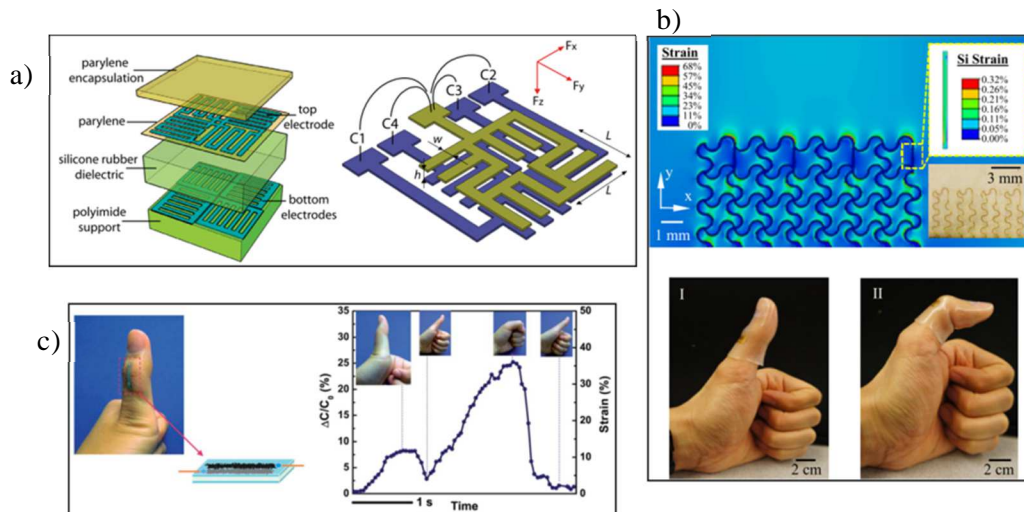 a)
parylene
encapsulation
parylene
silicone rubber
dielectric
polyimide
support
top
electrode
bottom
electrodes
C1
C4
C3
C2
w
h
L
L
Fx
Fy
Fz
b)
Strain
68%
57%
45%
34%
23%
11%
0%
Si Strain
0.32%
0.26%
0.21%
0.16%
0.11%
0.05%
0.00%
y
x
1 mm
3 mm
I
2 cm
II
2 cm
c)
ΔC/C0 (%)
35
30
25
20
15
10
5
0
Strain (%)
50
40
30
20
10
0
1 s
Time